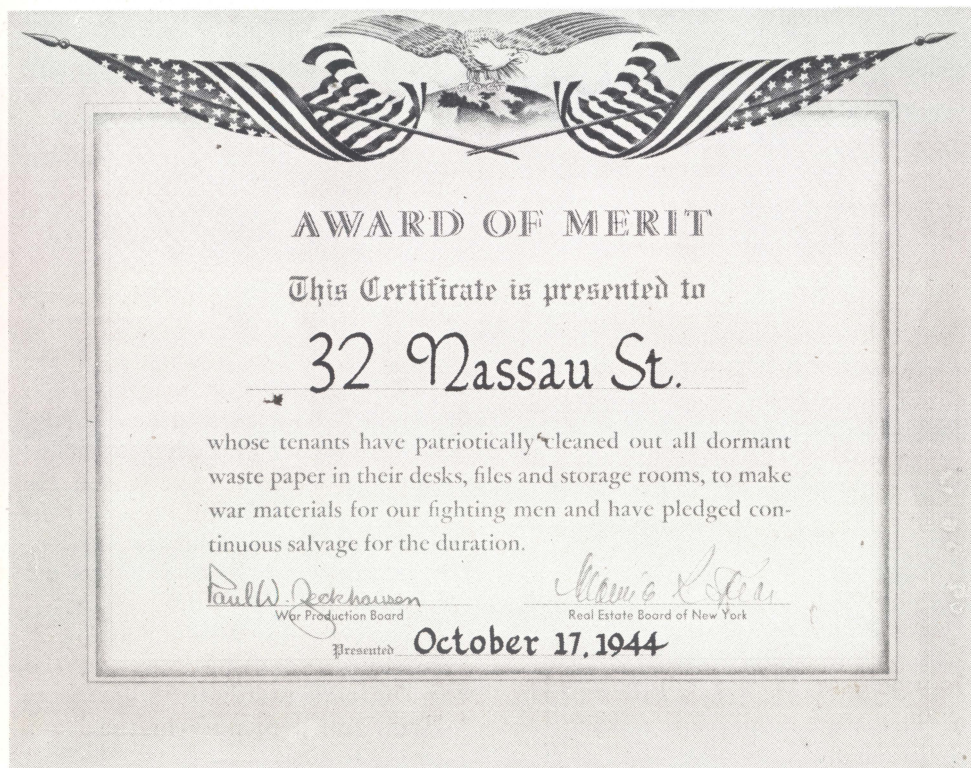 AWARD OF MERIT
This Certificate is presented to
32 Nassau St.
whose tenants have patriotically cleaned out all dormant
waste paper in their desks, files and storage rooms, to make
war materials for our fighting men and have pledged con-
tinuous salvage for the duration.
Paul W.
War Production Board
Real Estate Board of New York
Presented October 17, 1944